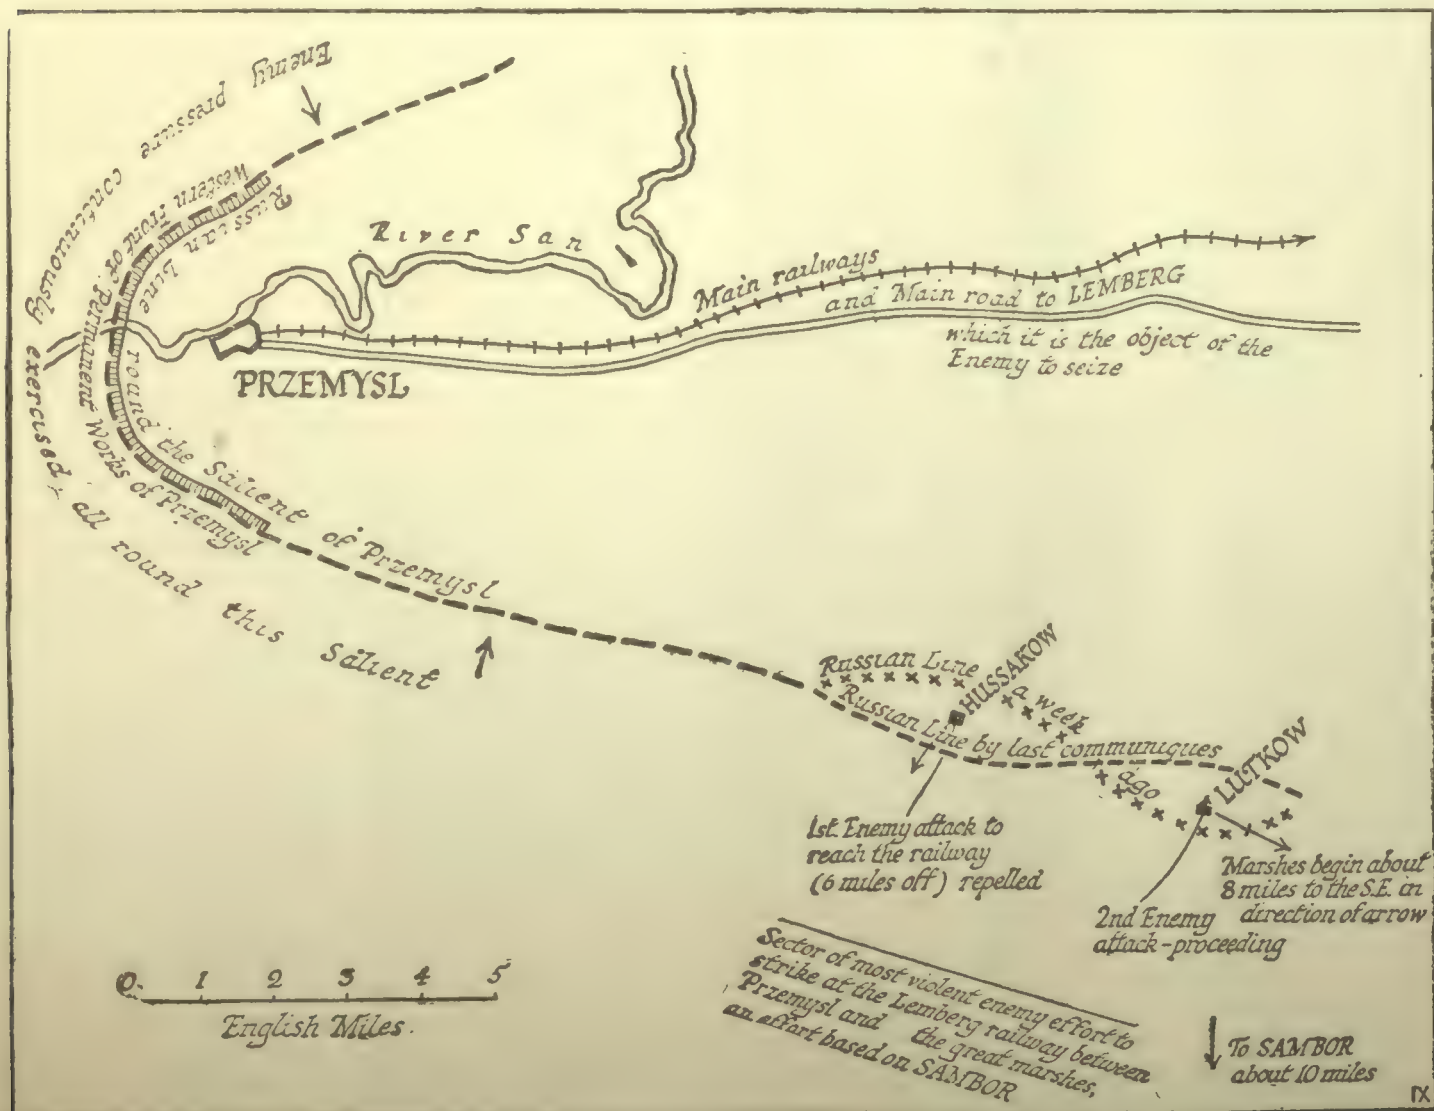 Enemy pressure continuously exercised, all round this Salient
Western Front of Permanent Works of Przemysl
Russian Line round the Salient of Przemysl
River San
Main railways
and Main road to LEMBERG
which it is the object of the
Enemy to seize
PRZEMYSL
Russian Line a week ago
HUSSAKOW
Russian Line by last communiques
LUTKOW
1st. Enemy attack to
reach the railway
(6 miles off) repelled
Marshes begin about
8 miles to the S.E. in
direction of arrow
2nd Enemy
attack-proceeding
Sector of most violent enemy effort to
strike at the Lemberg railway between
Przemysl and the great marshes,
an effort based on SAMBOR
0 1 2 3 4 5
English Miles.
To SAMBOR
about 10 miles
IX